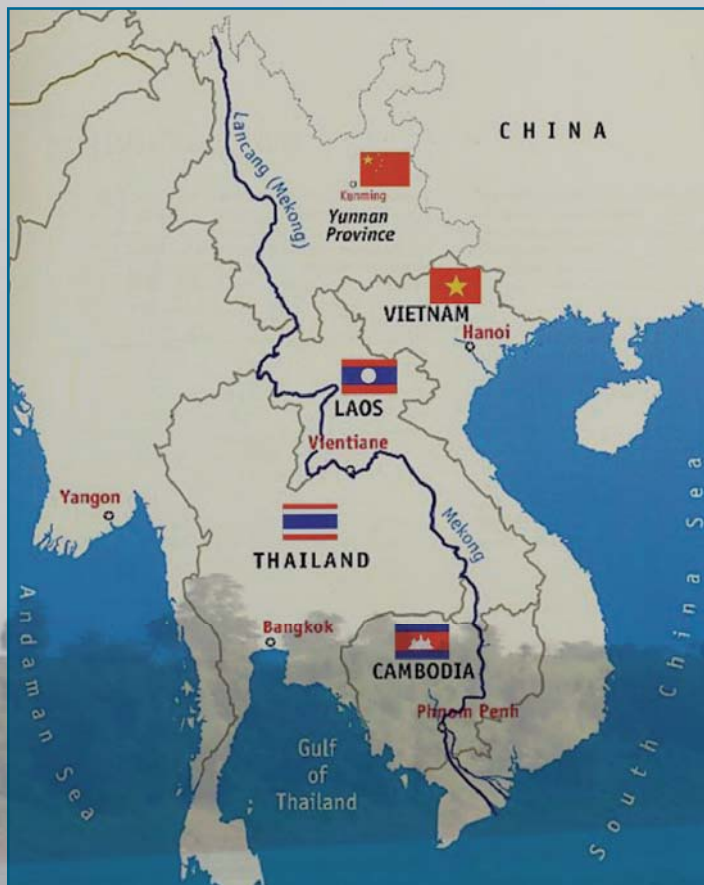 CHINA
Lancang (Mekong)
Kunming
Yunnan
Province
VIETNAM
Hanoi
LAOS
Vientiane
Yangon
THAILAND
Mekong
Bangkok
CAMBODIA
Phnom Penh
Gulf
of
Thailand
Andaman Sea
South China Sea